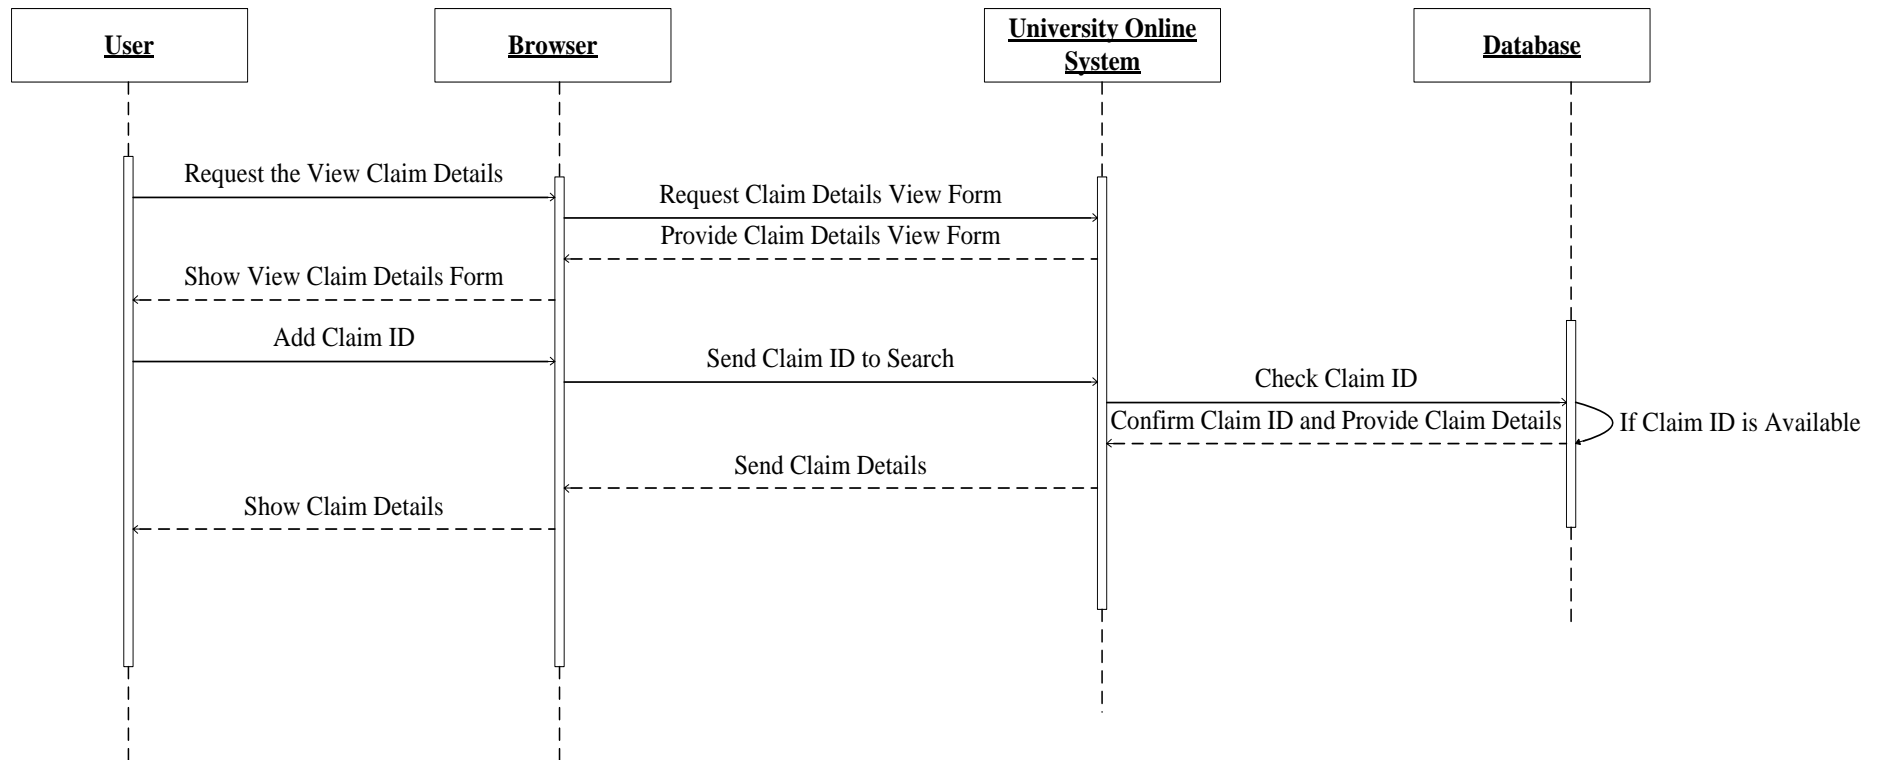 User
Browser
University Online
System
Database
Request the View Claim Details
Request Claim Details View Form
Provide Claim Details View Form
Show View Claim Details Form
Add Claim ID
Send Claim ID to Search
Check Claim ID
Confirm Claim ID and Provide Claim Details
If Claim ID is Available
Send Claim Details
Show Claim Details